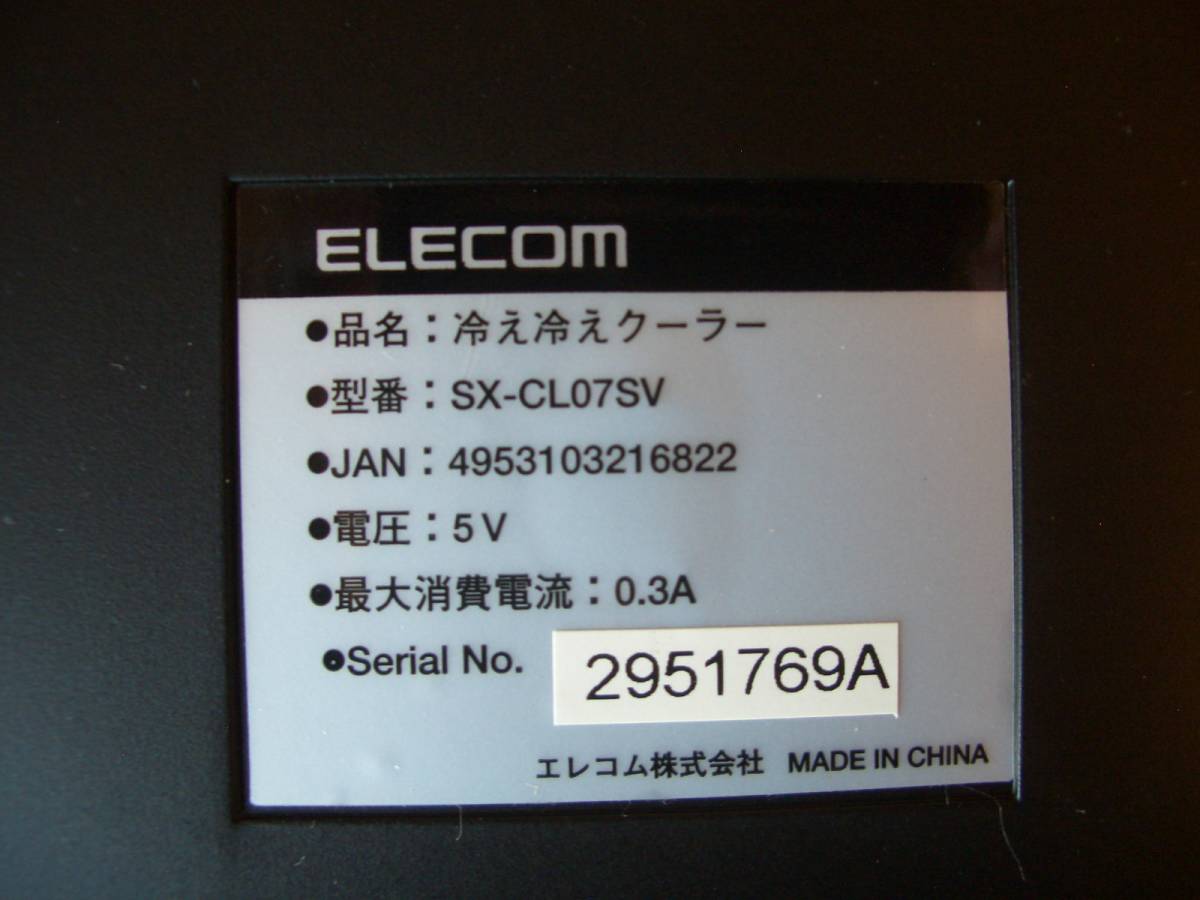 ELECOM
●品名：冷え冷えクーラー
●型番：SX-CL07SV
●JAN：4953103216822
●電圧：5V
●最大消費電流：0.3A
●Serial No. 2951769A
エレコム株式会社 MADE IN CHINA